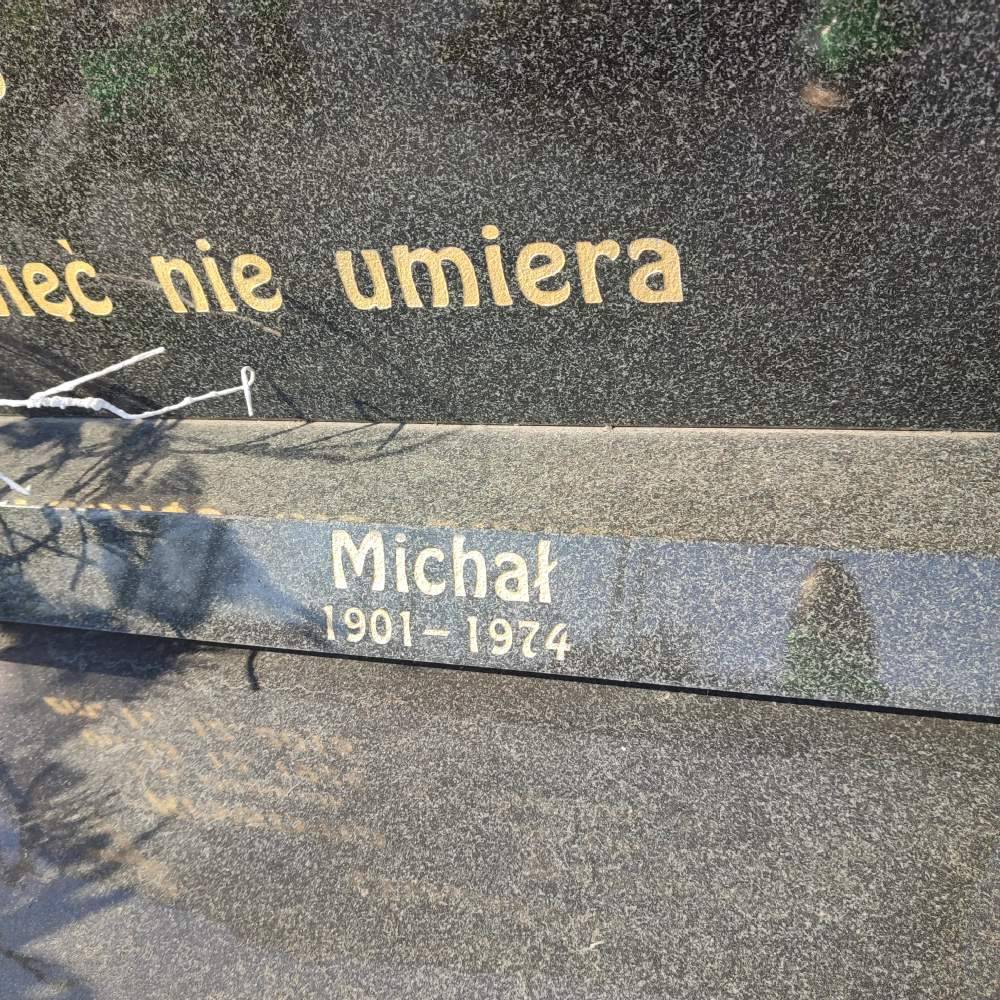 nie umiera
Michał
1901 – 1974